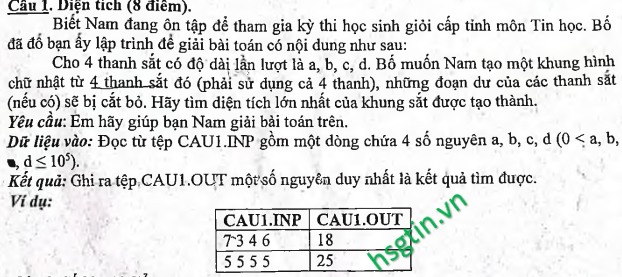 Câu 1. Diện tích (8 điểm).
Biết Nam đang ôn tập để tham gia kỳ thi học sinh giỏi cấp tỉnh môn Tin học. Bố
đã đố bạn ấy lập trình để giải bài toán có nội dung như sau:
Cho 4 thanh sắt có độ dài lần lượt là a, b, c, d. Bố muốn Nam tạo một khung hình
chữ nhật từ 4 thanh sắt đó (phải sử dụng cả 4 thanh), những đoạn dư của các thanh sắt
(nếu có) sẽ bị cắt bỏ. Hãy tìm diện tích lớn nhất của khung sắt được tạo thành.
Yêu cầu: Em hãy giúp bạn Nam giải bài toán trên.
Dữ liệu vào: Đọc từ tệp CAU1.INP gồm một dòng chứa 4 số nguyên a, b, c, d (0 < a, b,
, d ≤ 10⁵).
Kết quả: Ghi ra tệp CAU1.OUT một số nguyên duy nhất là kết quả tìm được.
Ví dụ:
CAU1.INP CAU1.OUT
7 3 4 6 18
5 5 5 5 25
hsgtin.vn